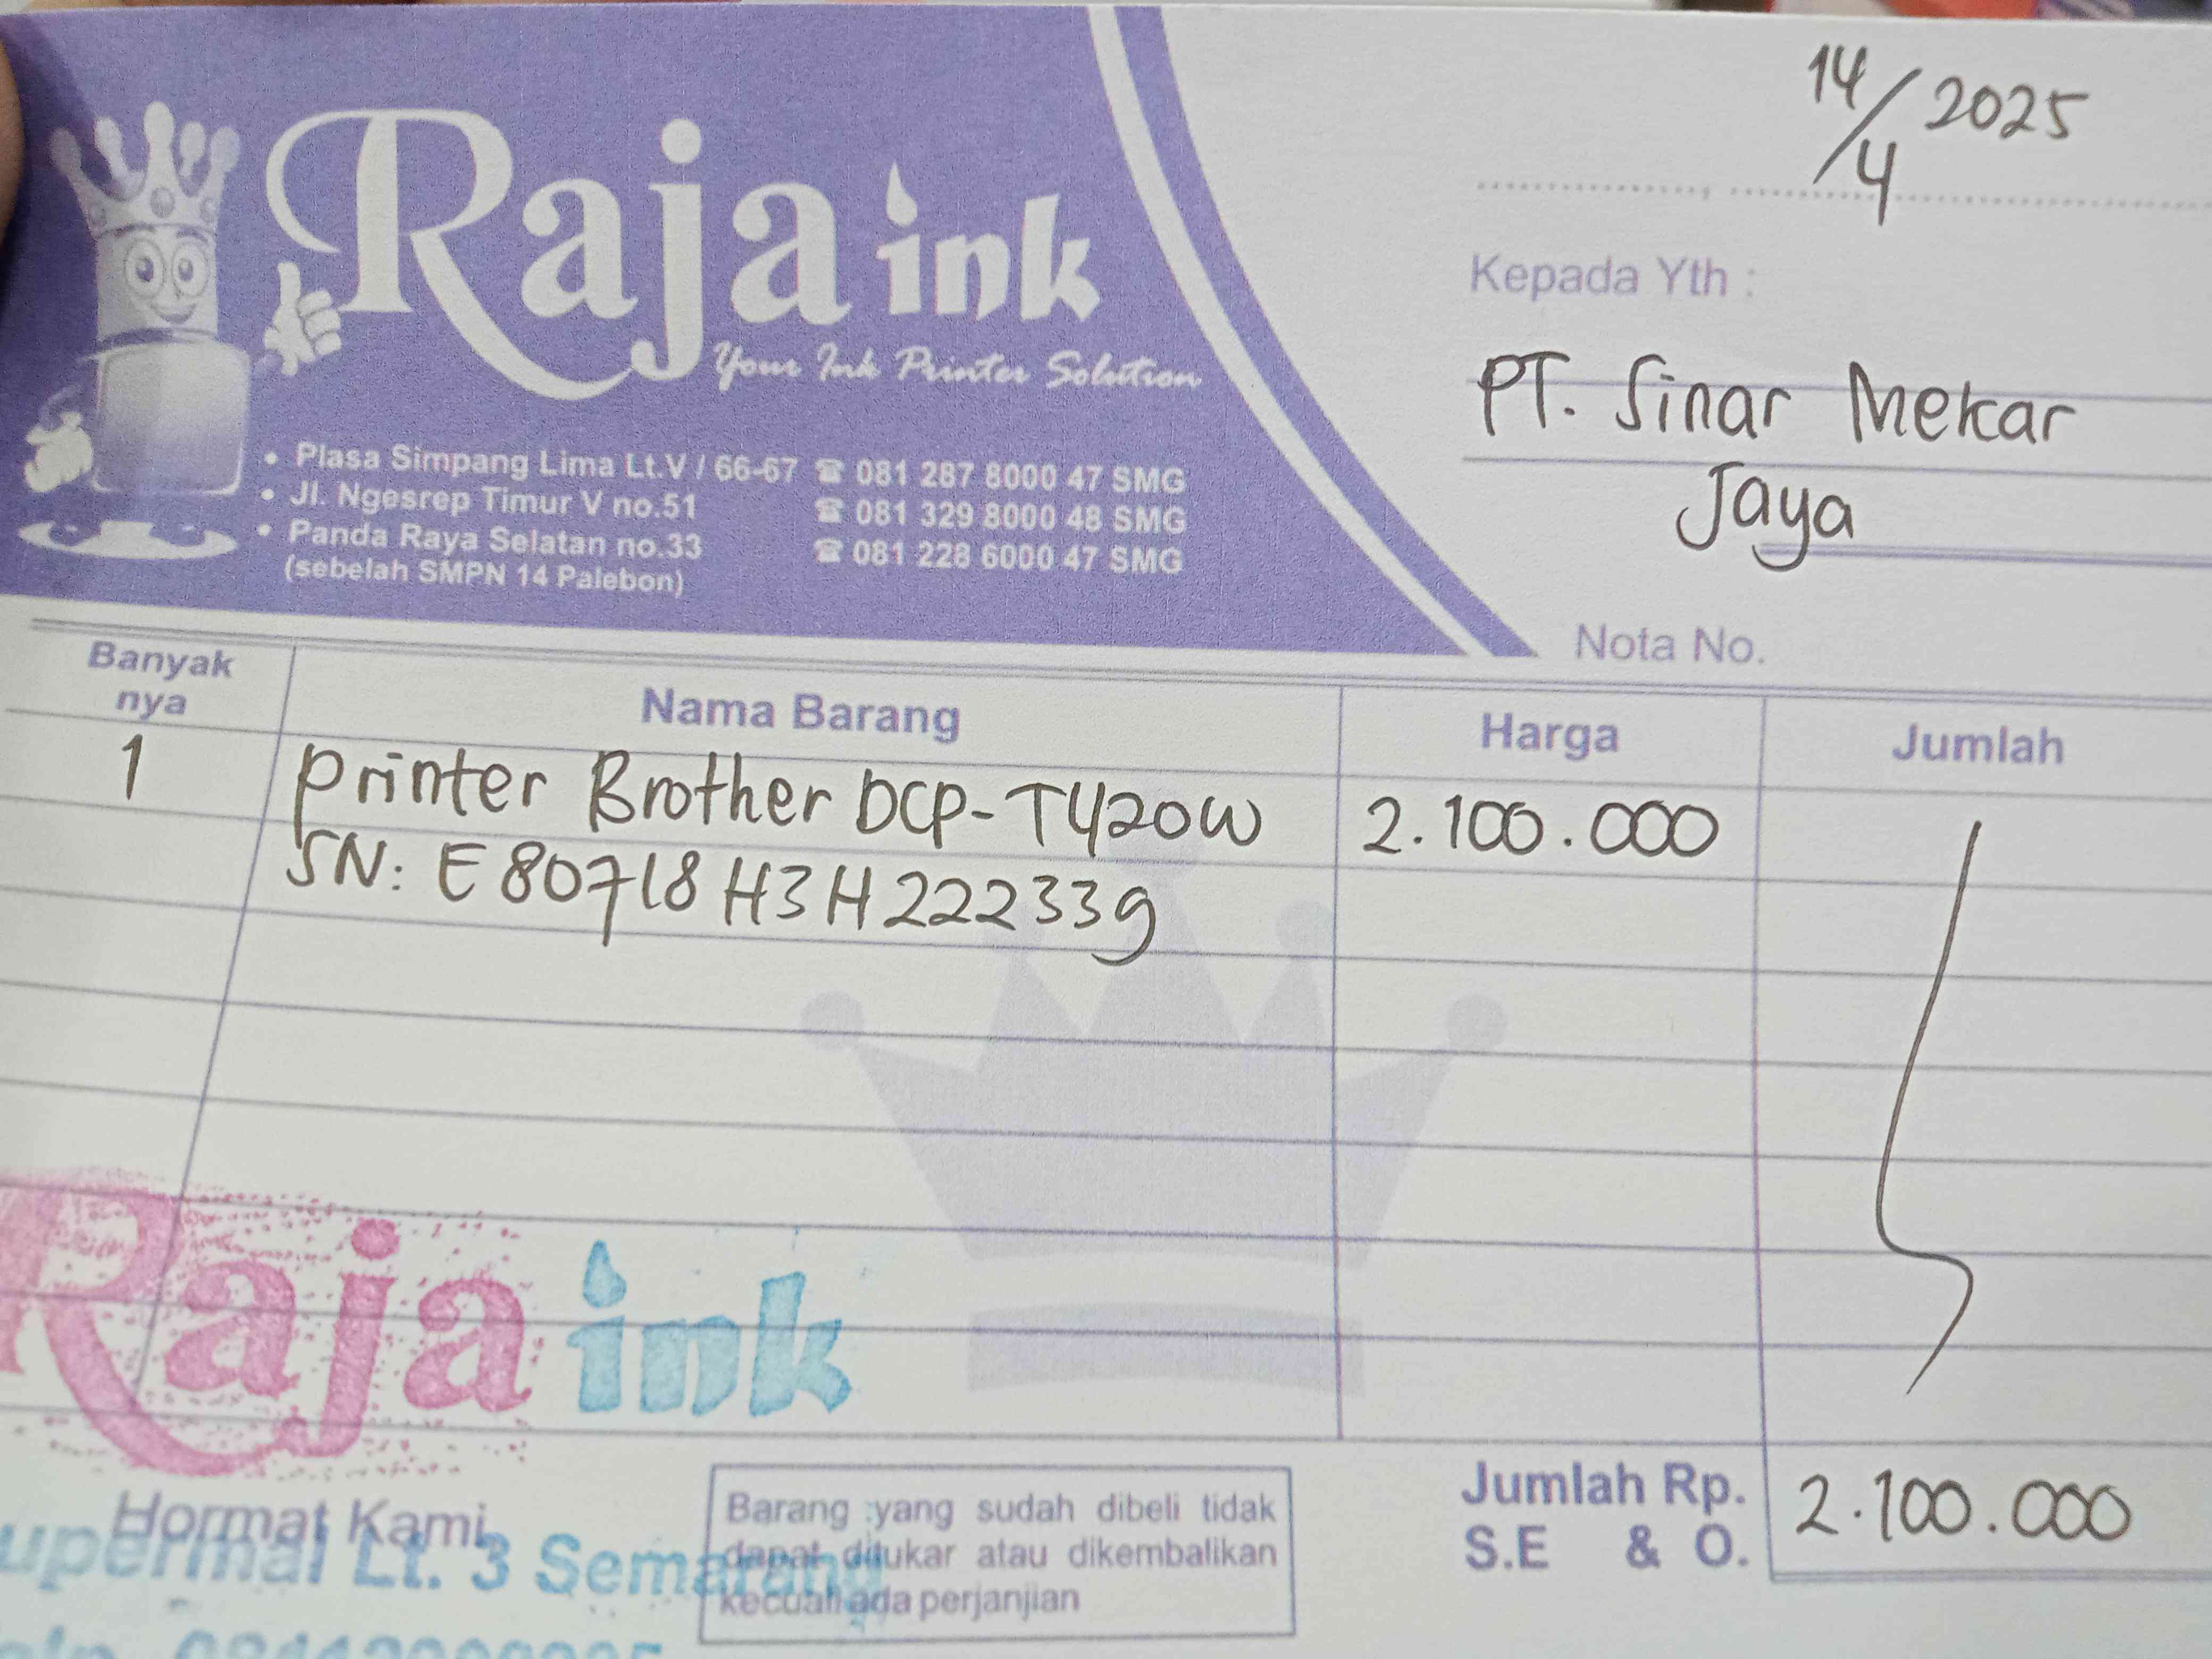 14/4 2025
Raja ink
Your Ink Printer Solution
• Plasa Simpang Lima Lt.V / 66-67 ☎ 081 287 8000 47 SMG
• Jl. Ngesrep Timur V no.51 ☎ 081 329 8000 48 SMG
• Panda Raya Selatan no.33 ☎ 081 228 6000 47 SMG
(sebelah SMPN 14 Palebon)
Kepada Yth :
PT. Sinar Mekar
Jaya
Nota No.
Banyak
nya
Nama Barang
Harga
Jumlah
1 Printer Brother DCP-T420W 2.100.000
SN: E80718H3H222339
Raja ink
Hormat Kami,
Lt. 3 Semarang
Barang yang sudah dibeli tidak
dapat ditukar atau dikembalikan
kecuali ada perjanjian
Jumlah Rp. 2.100.000
S.E & O.